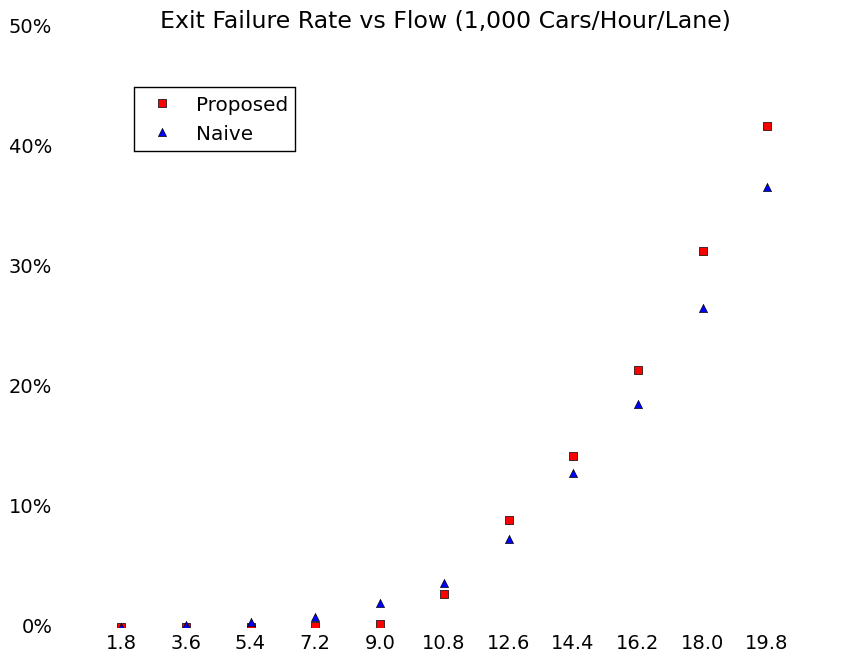 Exit Failure Rate vs Flow (1,000 Cars/Hour/Lane)
50%
Proposed
Naive
40%
30%
20%
10%
0%
1.8 3.6 5.4 7.2 9.0 10.8 12.6 14.4 16.2 18.0 19.8